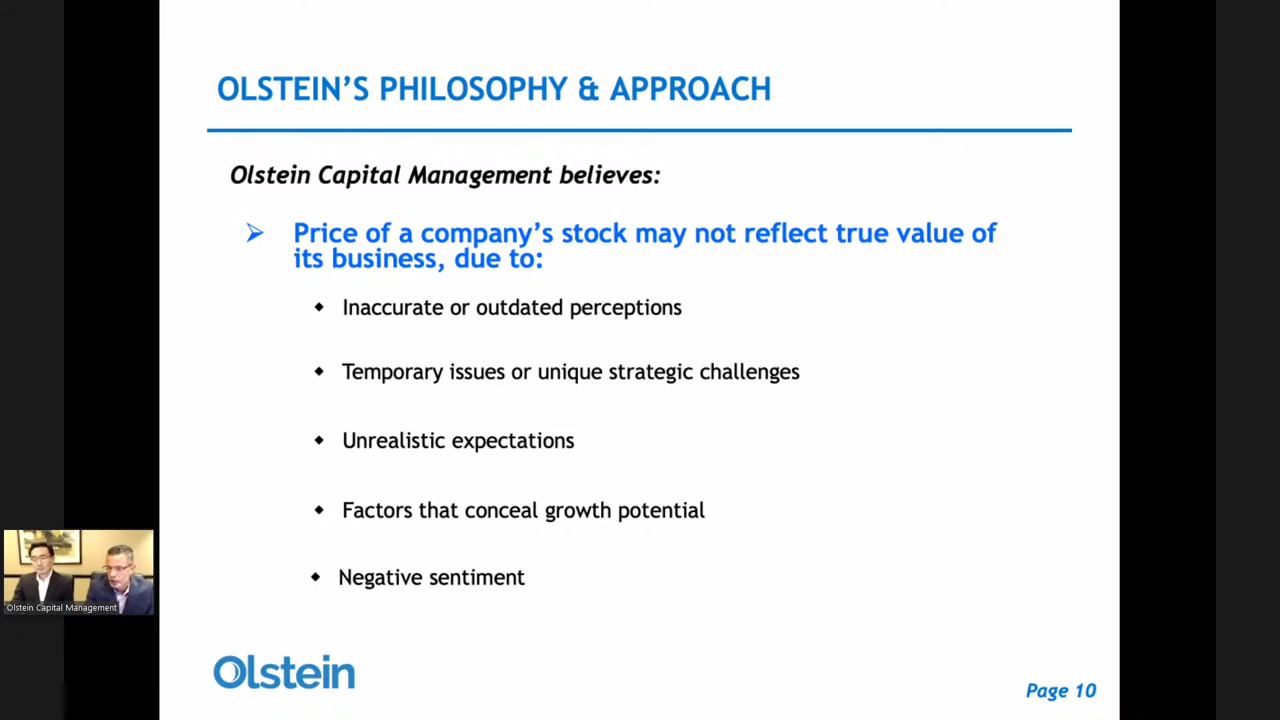 OLSTEIN’S PHILOSOPHY & APPROACH
Olstein Capital Management believes:
Price of a company’s stock may not reflect true value of
its business, due to:
Inaccurate or outdated perceptions
Temporary issues or unique strategic challenges
Unrealistic expectations
Factors that conceal growth potential
Negative sentiment
Olstein Capital Management
Olstein
Page 10